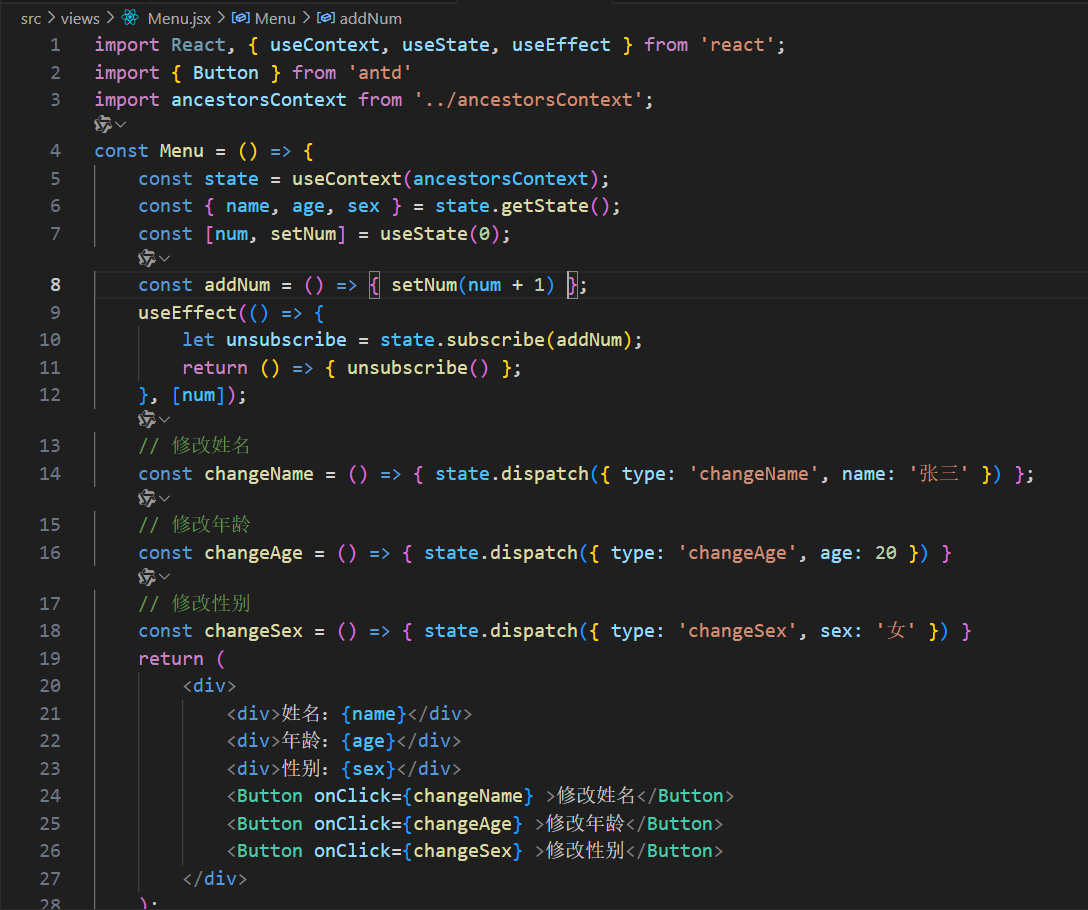 src > views > Menu.jsx > Menu > addNum
1 import React, { useContext, useState, useEffect } from 'react';
2 import { Button } from 'antd'
3 import ancestorsContext from '../ancestorsContext';
4 const Menu = () => {
5 const state = useContext(ancestorsContext);
6 const { name, age, sex } = state.getState();
7 const [num, setNum] = useState(0);
8 const addNum = () => { setNum(num + 1) };
9 useEffect(() => {
10 let unsubscribe = state.subscribe(addNum);
11 return () => { unsubscribe() };
12 }, [num]);
13 // 修改姓名
14 const changeName = () => { state.dispatch({ type: 'changeName', name: '张三' }) };
15 // 修改年龄
16 const changeAge = () => { state.dispatch({ type: 'changeAge', age: 20 }) }
17 // 修改性别
18 const changeSex = () => { state.dispatch({ type: 'changeSex', sex: '女' }) }
19 return (
20 <div>
21 <div>姓名: {name}</div>
22 <div>年龄: {age}</div>
23 <div>性别: {sex}</div>
24 <Button onClick={changeName} >修改姓名</Button>
25 <Button onClick={changeAge} >修改年龄</Button>
26 <Button onClick={changeSex} >修改性别</Button>
27 </div>
28 );